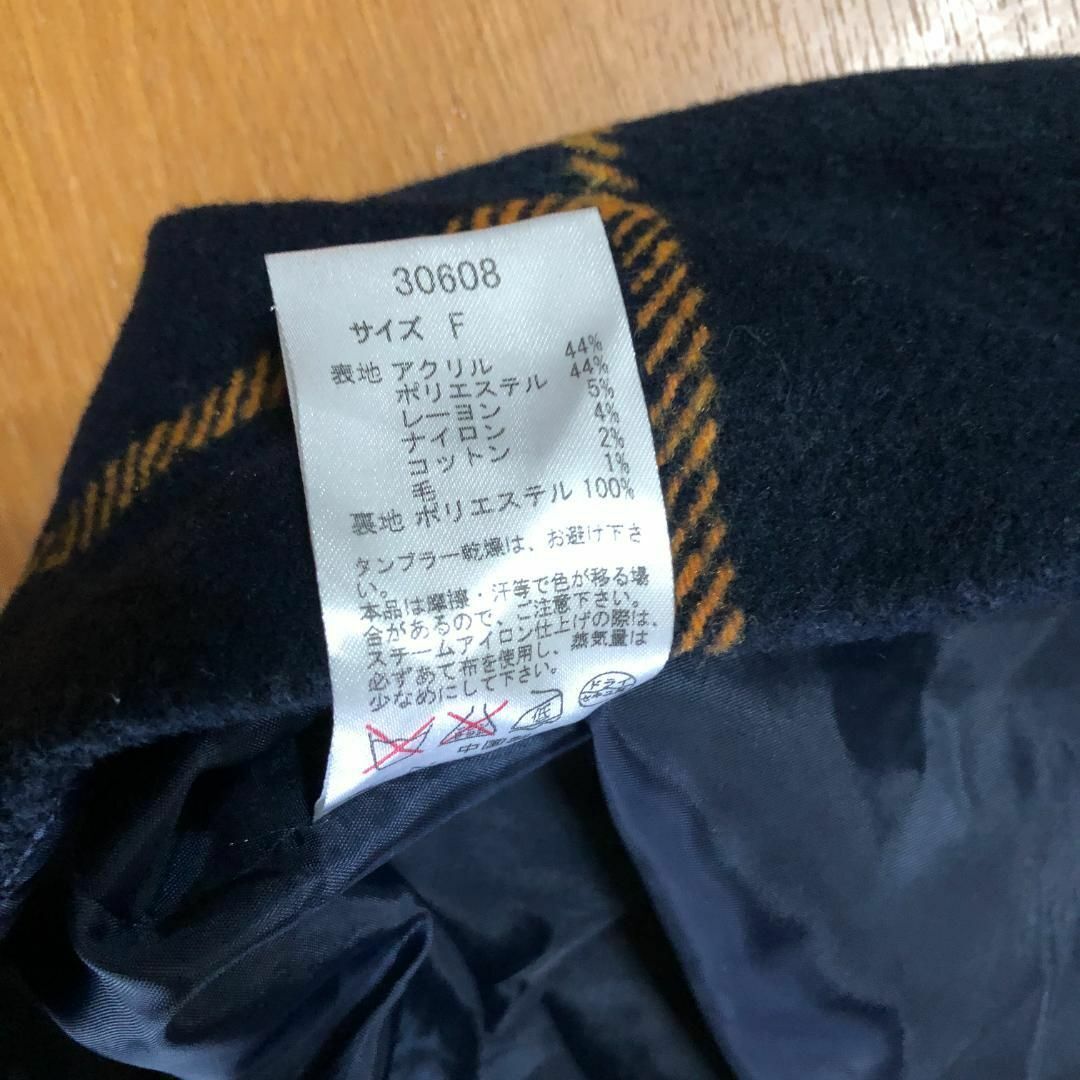 30608
サイズ F
表地 アクリル 44%
ポリエステル 44%
レーヨン 5%
ナイロン 4%
コットン 2%
毛 1%
裏地 ポリエステル 100%
タンブラー乾燥は、お避け下さ
い。
本品は摩擦・汗等で色が移る場
合があるので、ご注意下さい。
スチームアイロン仕上げの際は、
必ずあて布を使用し、蒸気量は
少なめにして下さい。
低 ドライ
中国